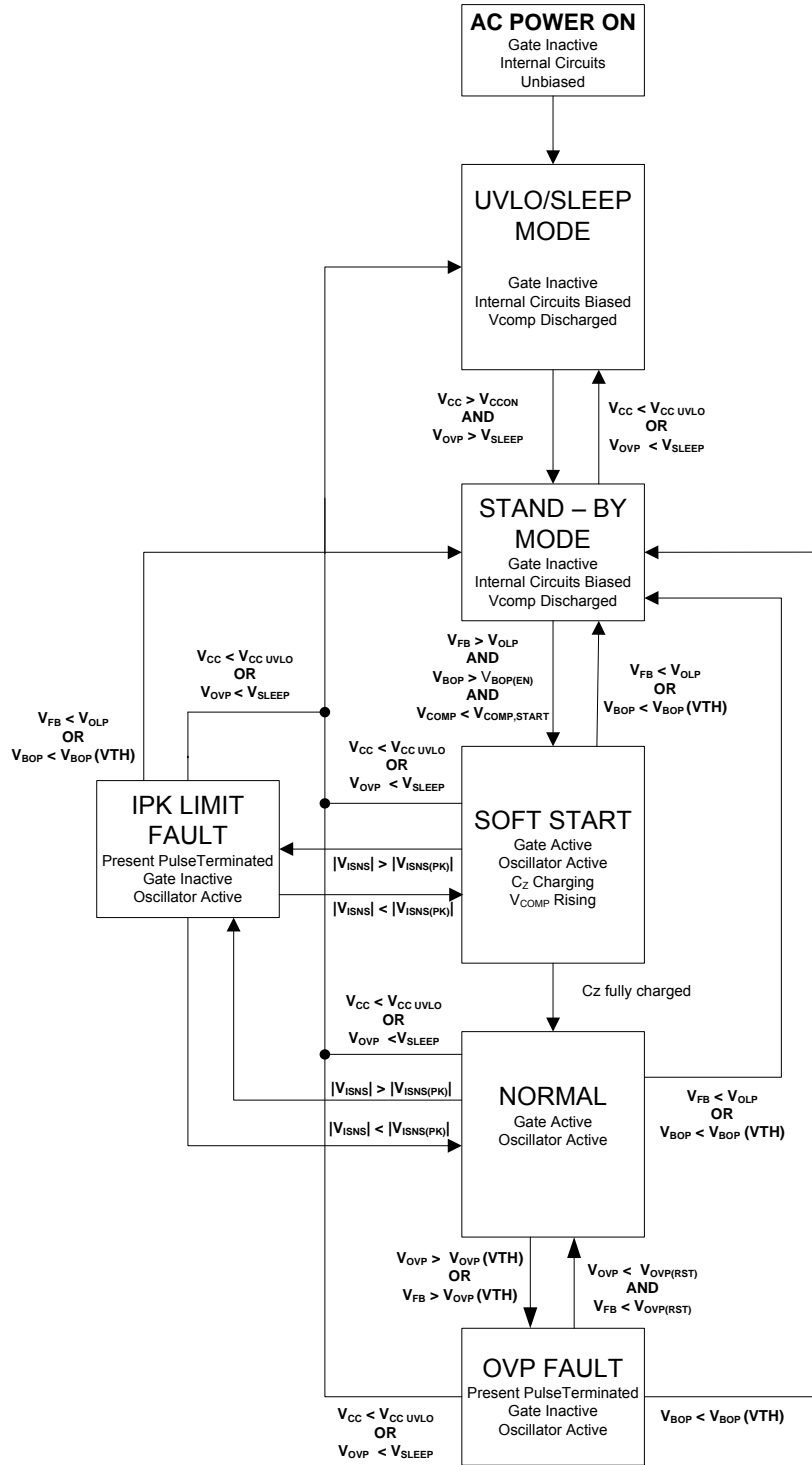 AC POWER ON
Gate Inactive
Internal Circuits
Unbiased
UVLO/SLEEP
MODE
Gate Inactive
Internal Circuits Biased
Vcomp Discharged
VCC > VCCON
AND
VOVP > VSLEEP
VCC < VCC UVLO
OR
VOVP < VSLEEP
STAND – BY
MODE
Gate Inactive
Internal Circuits Biased
Vcomp Discharged
VFB > VOLP
AND
VBOP > VBOP(EN)
AND
VCOMP < VCOMP,START
VFB < VOLP
OR
VBOP < VBOP (VTH)
VCC < VCC UVLO
OR
VOVP < VSLEEP
VFB < VOLP
OR
VBOP < VBOP (VTH)
VCC < VCC UVLO
OR
VOVP < VSLEEP
IPK LIMIT
FAULT
Present PulseTerminated
Gate Inactive
Oscillator Active
|VISNS| > |VISNS(PK)|
|VISNS| < |VISNS(PK)|
SOFT START
Gate Active
Oscillator Active
CZ Charging
VCOMP Rising
Cz fully charged
VCC < VCC UVLO
OR
VOVP <VSLEEP
|VISNS| > |VISNS(PK)|
|VISNS| < |VISNS(PK)|
NORMAL
Gate Active
Oscillator Active
VFB < VOLP
OR
VBOP < VBOP (VTH)
VOVP > VOVP (VTH)
OR
VFB > VOVP (VTH)
VOVP < VOVP(RST)
AND
VFB < VOVP(RST)
OVP FAULT
Present PulseTerminated
Gate Inactive
Oscillator Active
VCC < VCC UVLO
OR
VOVP < VSLEEP
VBOP < VBOP (VTH)